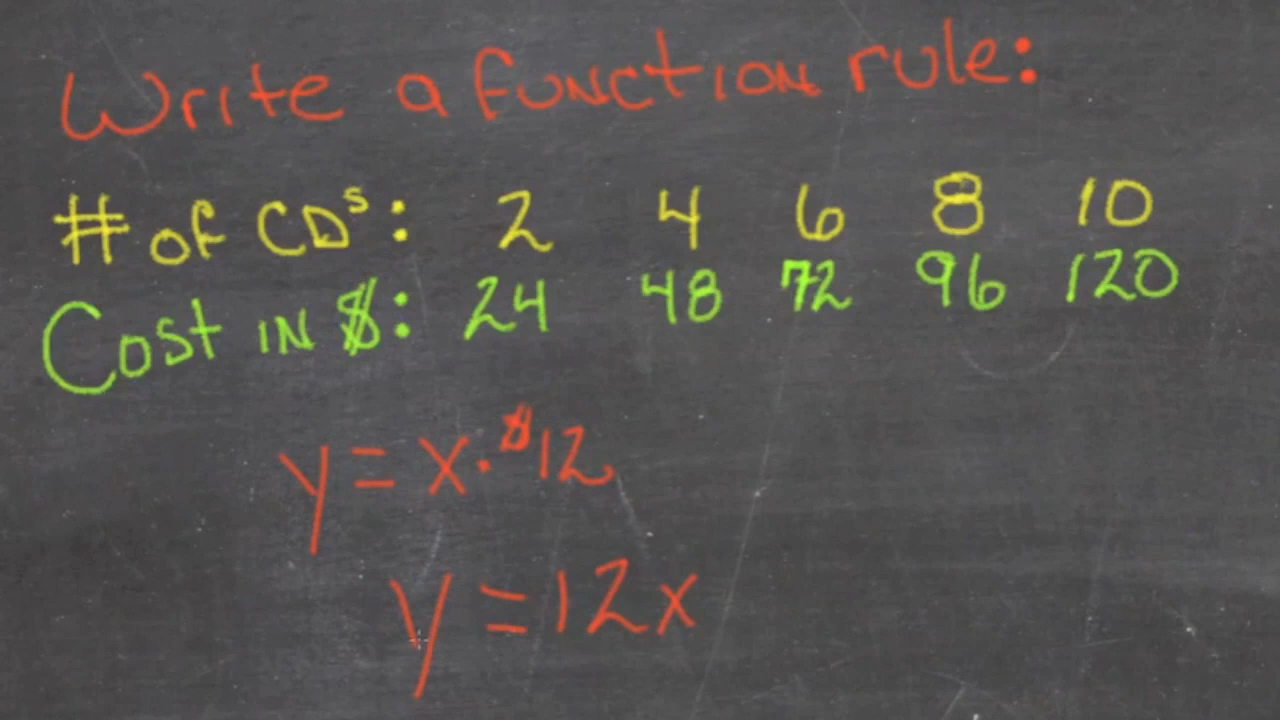 Write a function rule:
# of CDs: 2 4 6 8 10
Cost in $: 24 48 72 96 120
y = x · $12
y = 12x